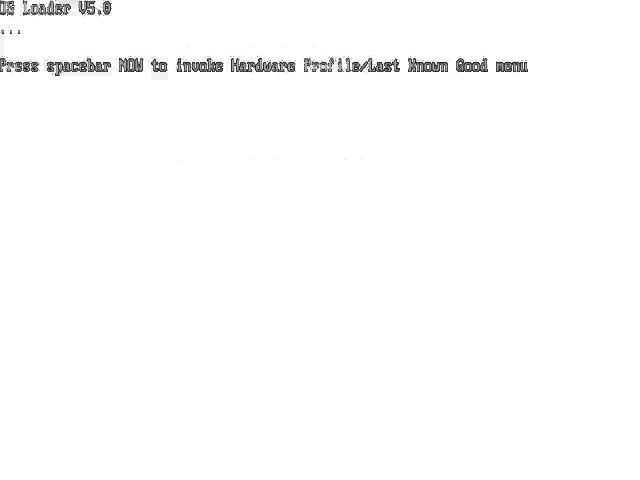 OS Loader V5.0
...
Press spacebar NOW to invoke Hardware Profile/Last Known Good menu